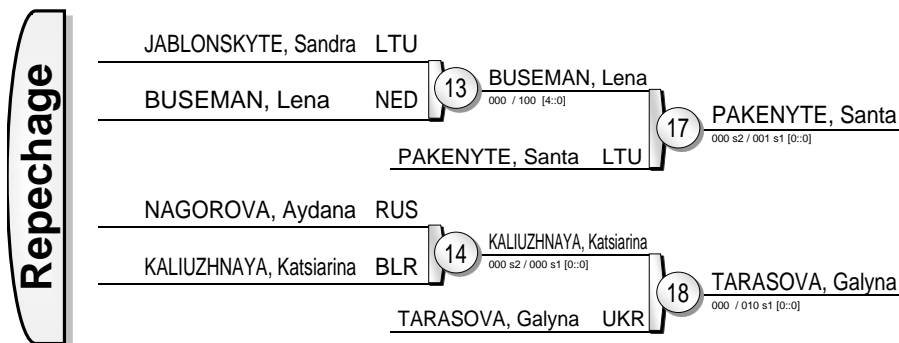 Repechage
JABLONSKYTE, Sandra LTU
BUSEMAN, Lena NED
13
BUSEMAN, Lena
000 / 100 [4::0]
PAKENYTE, Santa LTU
17
PAKENYTE, Santa
000 s2 / 001 s1 [0::0]
NAGOROVA, Aydana RUS
KALIUZHNAYA, Katsiarina BLR
14
KALIUZHNAYA, Katsiarina
000 s2 / 000 s1 [0::0]
TARASOVA, Galyna UKR
18
TARASOVA, Galyna
000 / 010 s1 [0::0]